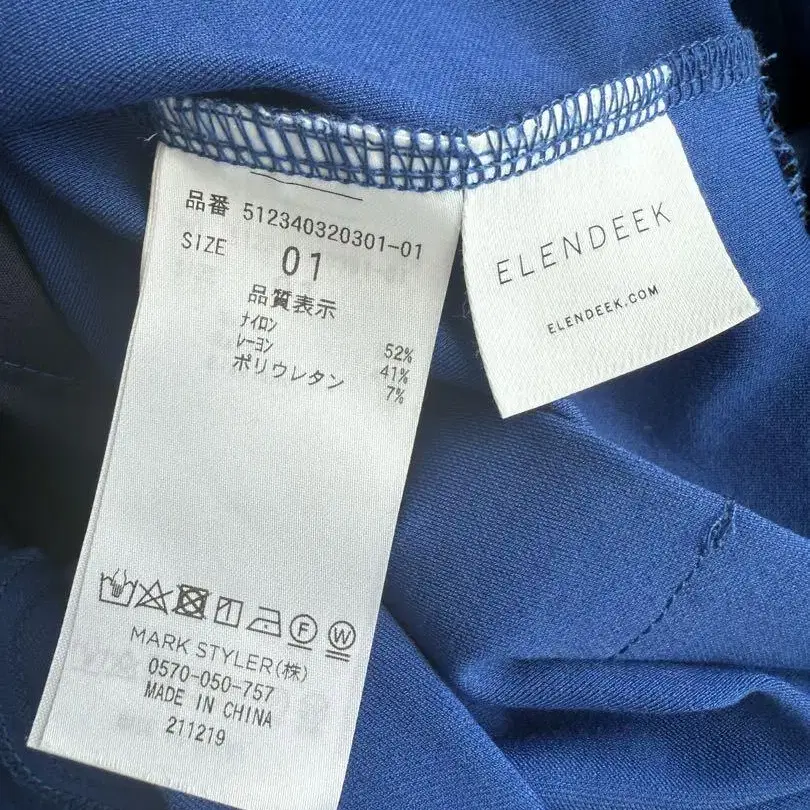 品番 512340320301-01
SIZE 01
品質表示
ナイロン 52%
レーヨン 41%
ポリウレタン 7%
F W
MARK STYLER(株)
0570-050-757
MADE IN CHINA
211219
ELENDEEK
ELENDEEK.COM